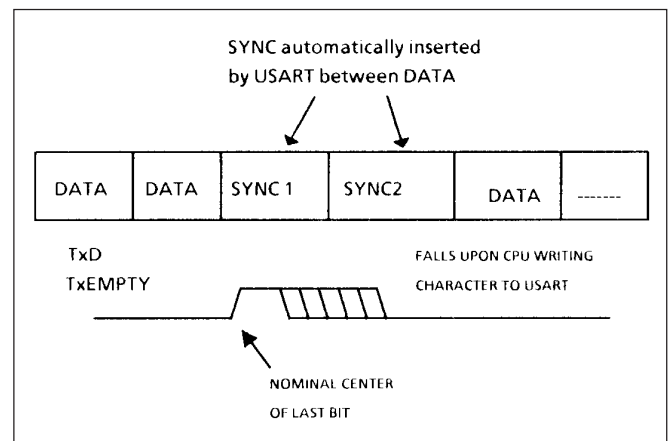 SYNC automatically inserted
by USART between DATA
DATA DATA SYNC 1 SYNC2 DATA -------
TxD
TxEMPTY
FALLS UPON CPU WRITING
CHARACTER TO USART
NOMINAL CENTER
OF LAST BIT